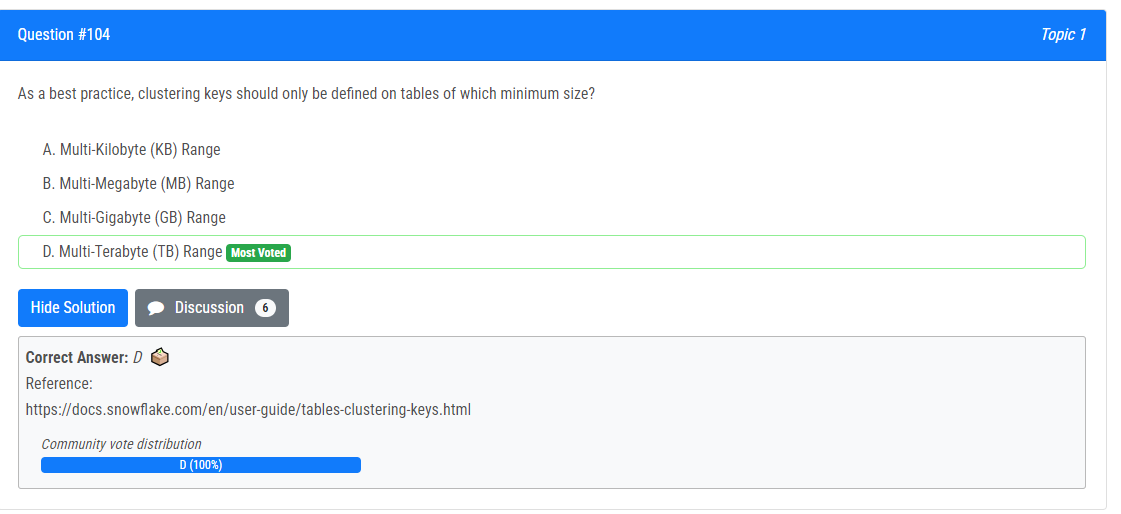 Question #104
Topic 1
As a best practice, clustering keys should only be defined on tables of which minimum size?
A. Multi-Kilobyte (KB) Range
B. Multi-Megabyte (MB) Range
C. Multi-Gigabyte (GB) Range
D. Multi-Terabyte (TB) Range Most Voted
Hide Solution
Discussion 6
Correct Answer: D
Reference:
https://docs.snowflake.com/en/user-guide/tables-clustering-keys.html
Community vote distribution
D (100%)